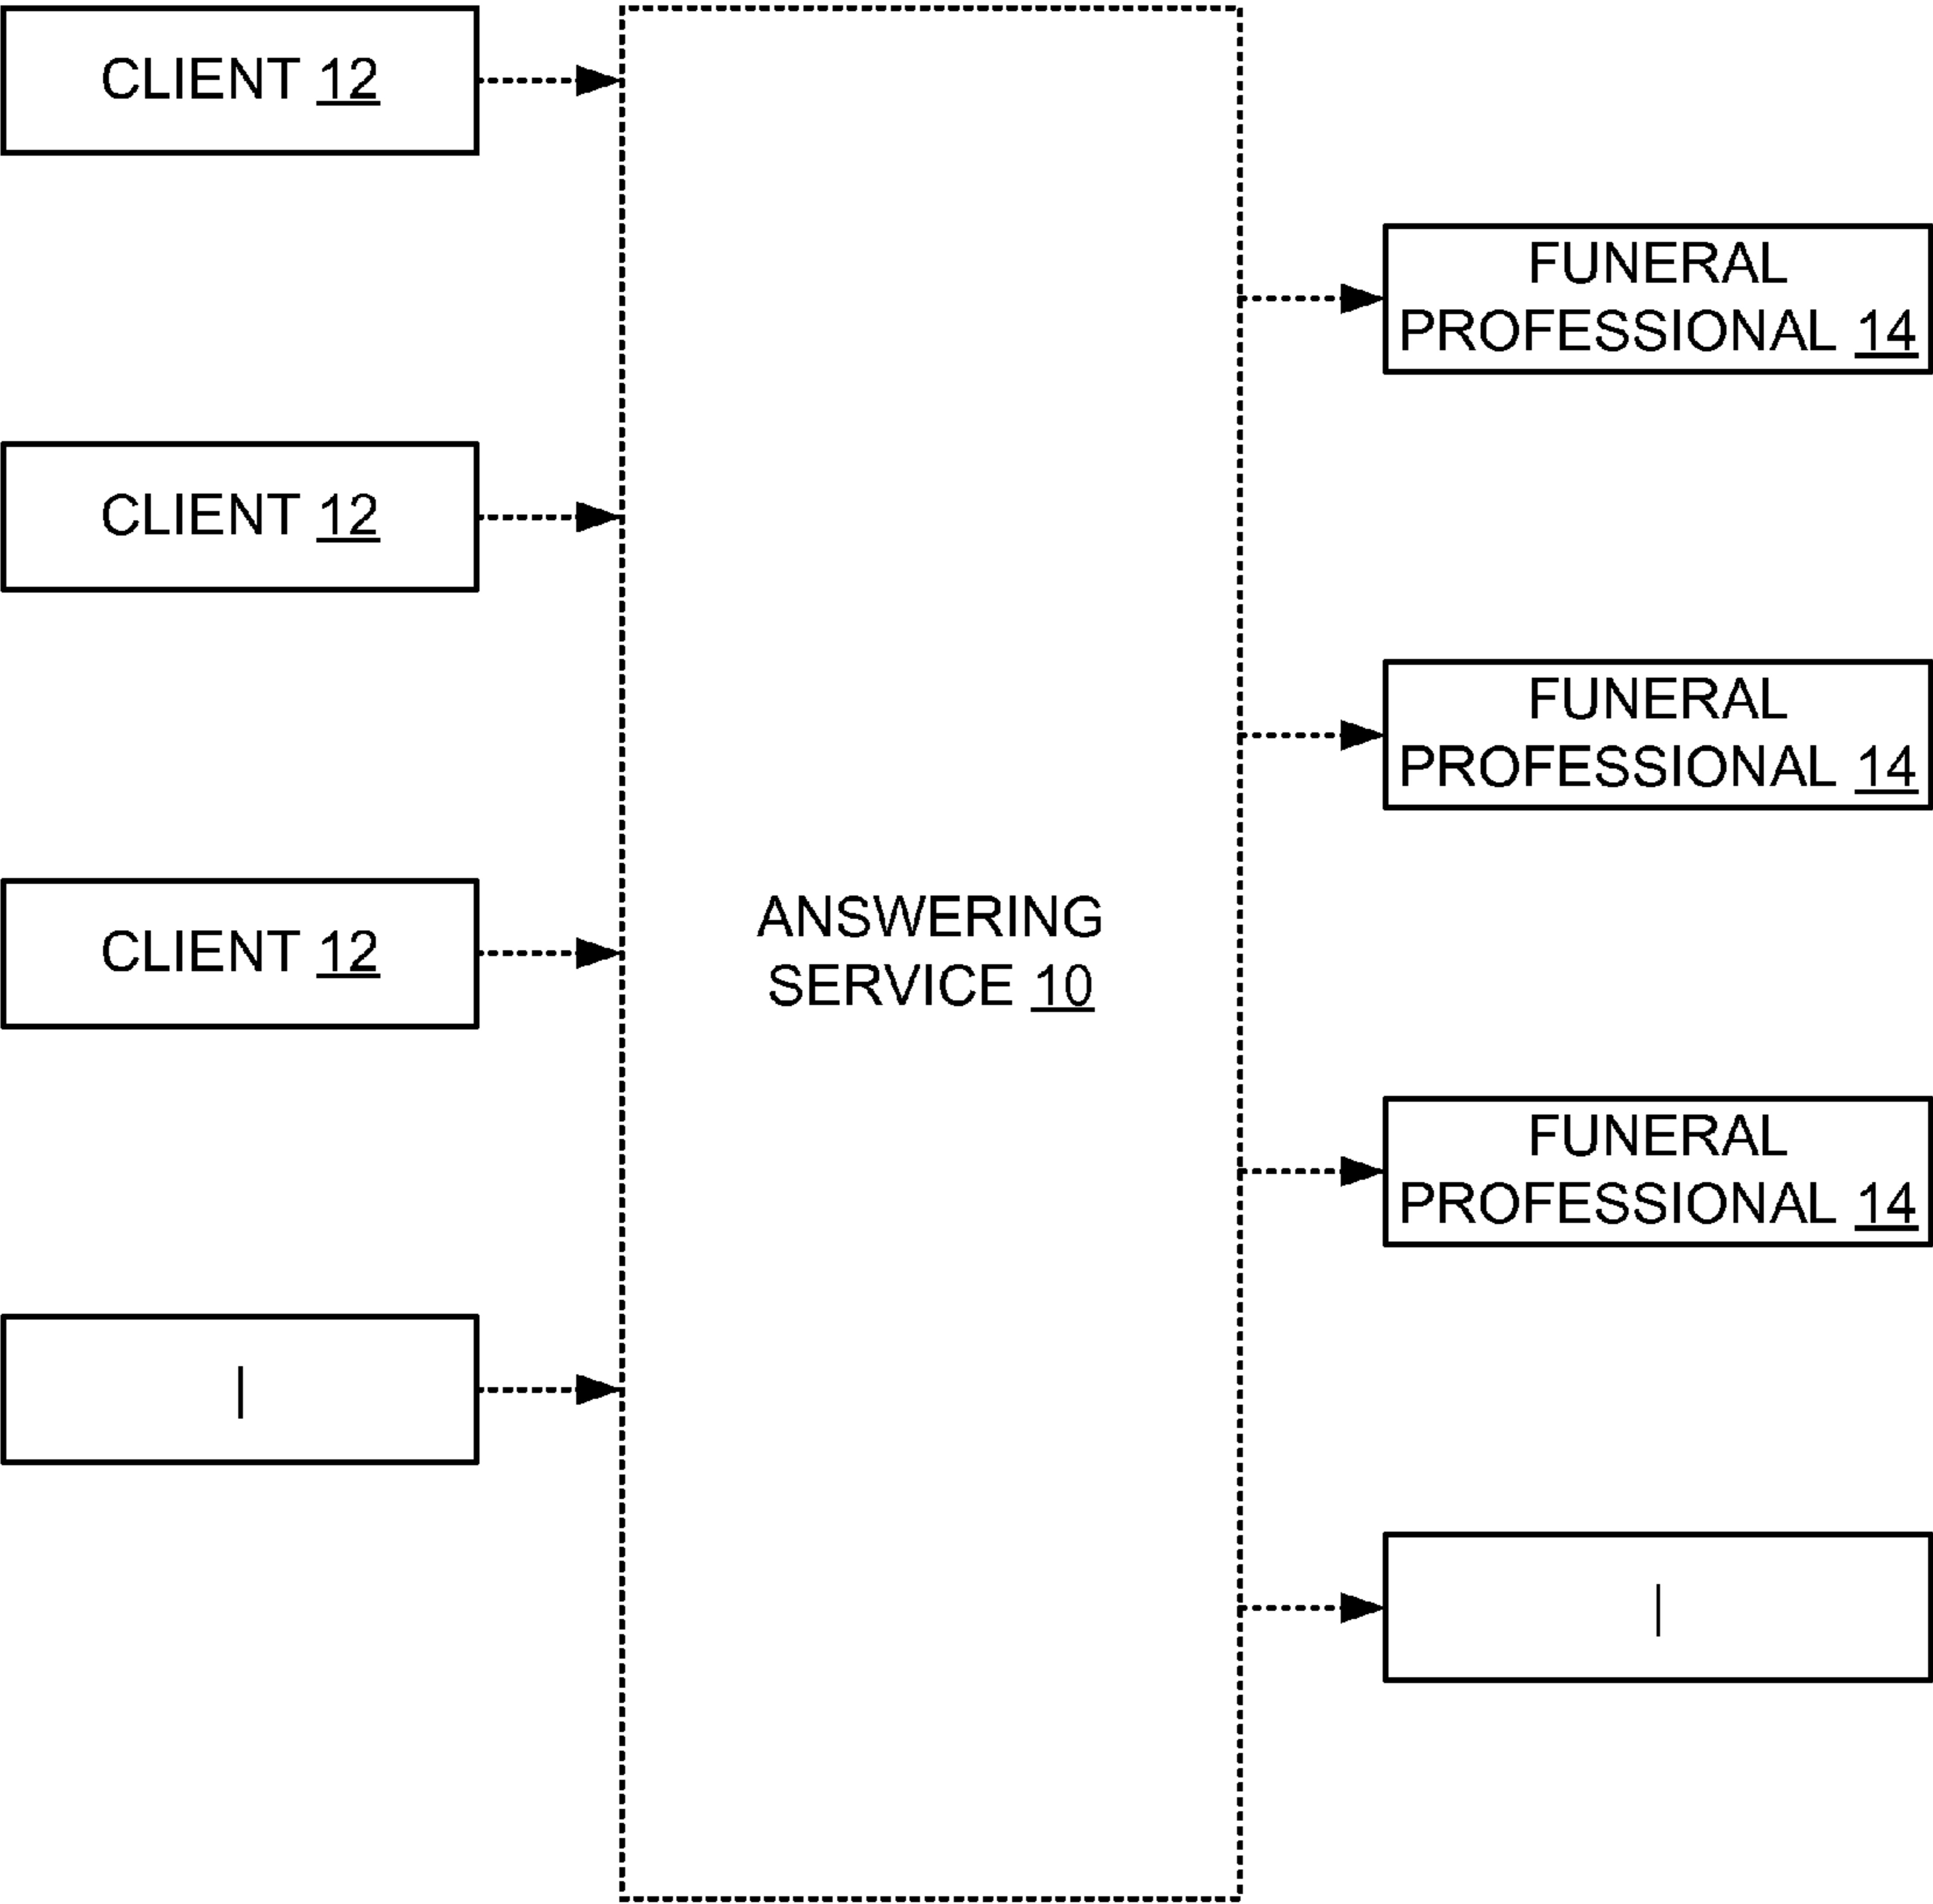 CLIENT 12
CLIENT 12
CLIENT 12
|
ANSWERING
SERVICE 10
FUNERAL
PROFESSIONAL 14
FUNERAL
PROFESSIONAL 14
FUNERAL
PROFESSIONAL 14
|